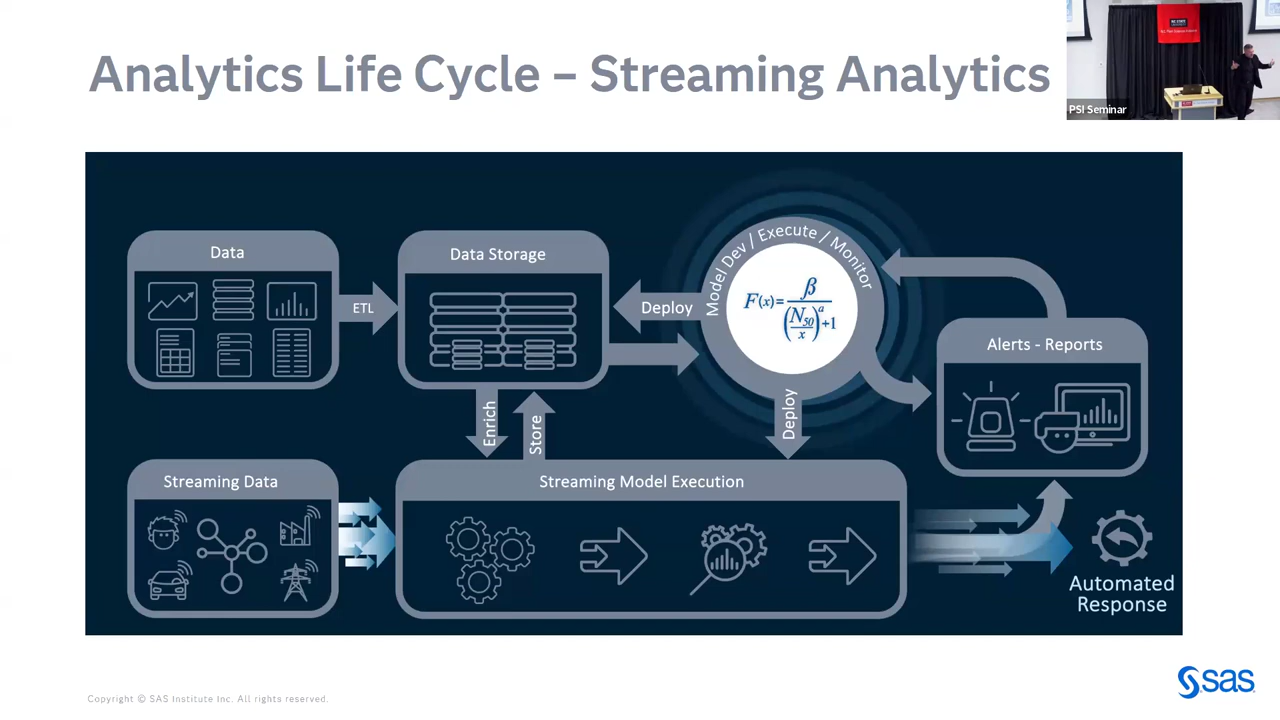 Analytics Life Cycle – Streaming Analytics
PSI Seminar
Data
ETL
Data Storage
Deploy
Model Dev / Execute / Monitor
F(x)= β / (N50/x)^a +1
Alerts - Reports
Enrich
Store
Deploy
Streaming Data
Streaming Model Execution
Automated
Response
Copyright © SAS Institute Inc. All rights reserved.
sas
NC STATE